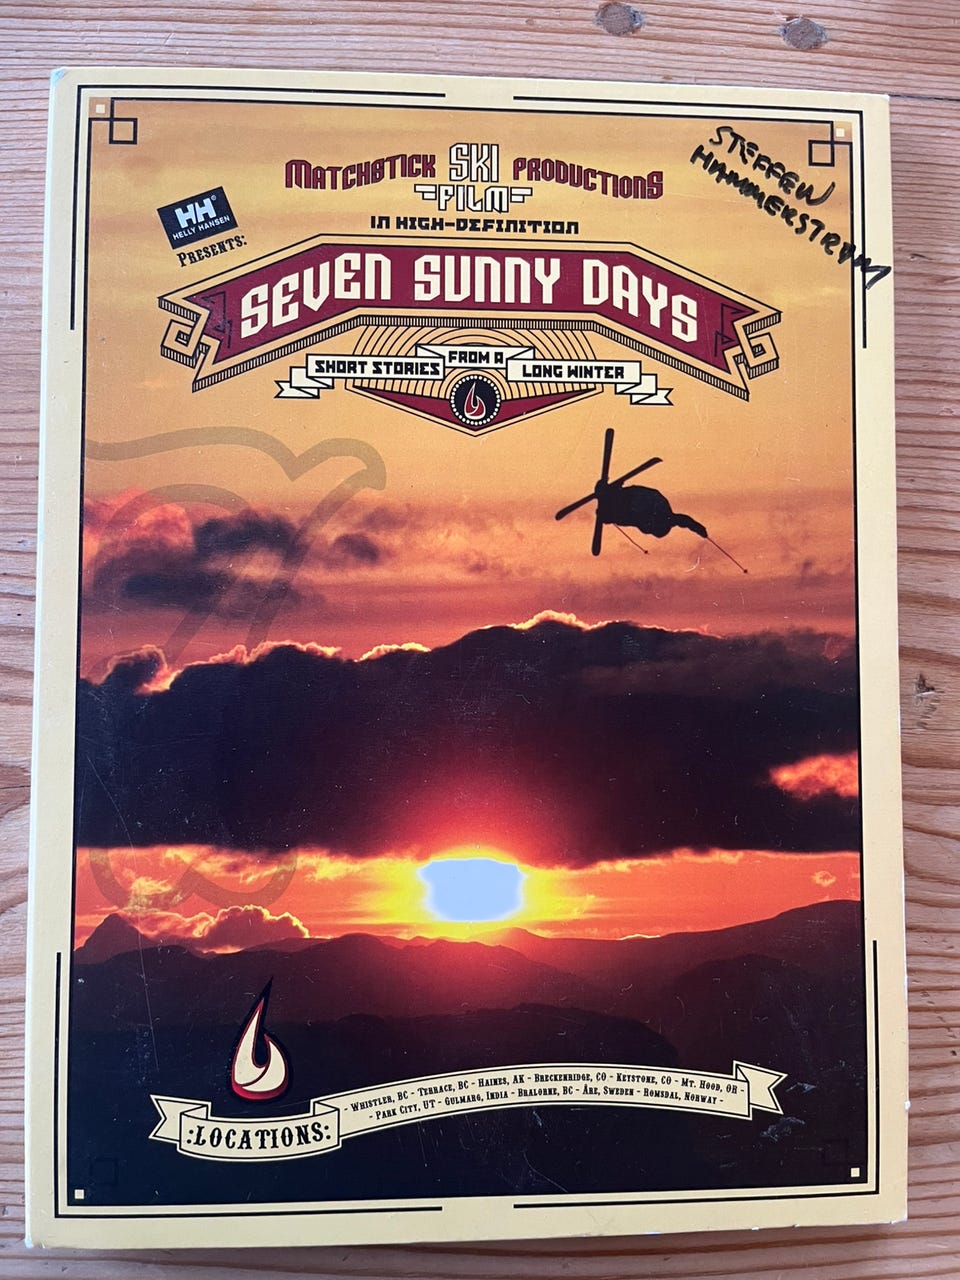 STEFFEN
HAMMERSTRØM
MATCHSTICK SKI PRODUCTIONS
FILM
IN HIGH-DEFINITION
HH
HELLY HANSEN
PRESENTS:
SEVEN SUNNY DAYS
SHORT STORIES FROM A LONG WINTER
:LOCATIONS:
- WHISTLER, BC - TERRACE, BC - HAINES, AK - BRECKENRIDGE, CO - KEYSTONE, CO - MT. HOOD, OR -
- PARK CITY, UT - GULMARG, INDIA - BRALORNE, BC - ÅRE, SWEDEN - ROMSDAL, NORWAY -